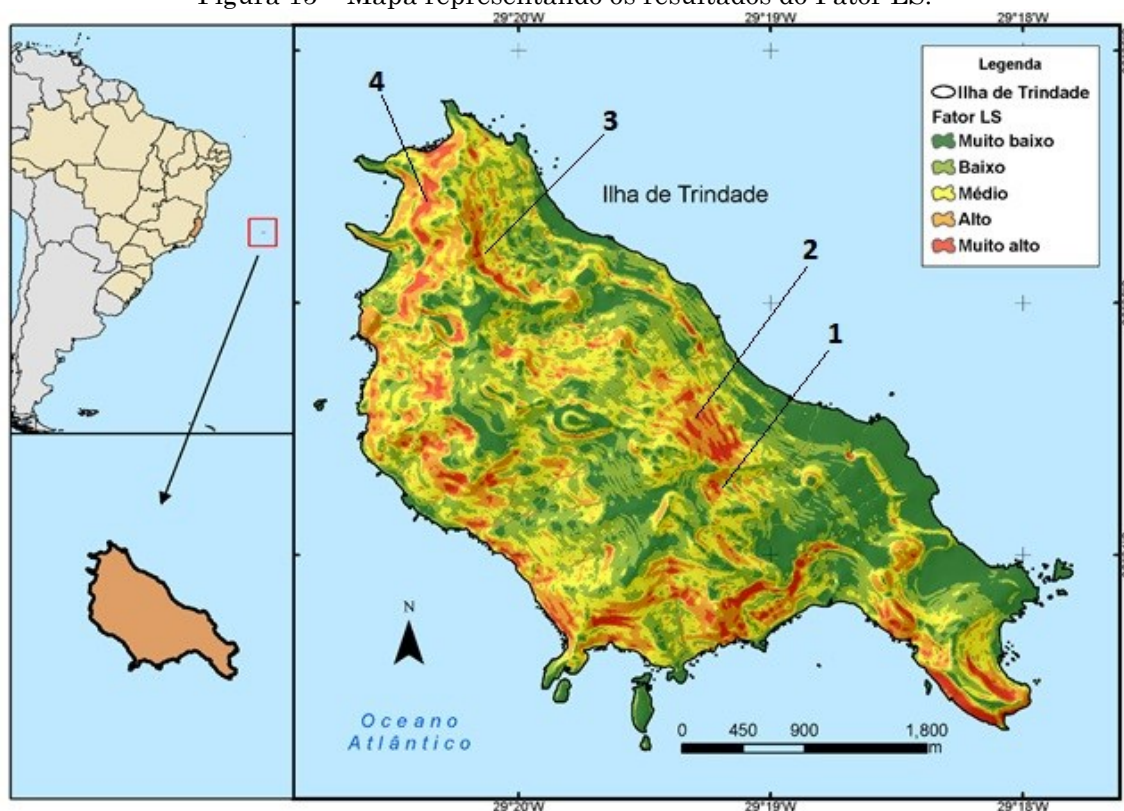 Figura 15 – Mapa representando os resultados do Fator LS.
29°20'W 29°19'W 29°18'W
Legenda
Ilha de Trindade
Fator LS
Muito baixo
Baixo
Médio
Alto
Muito alto
4
3
Ilha de Trindade
2
1
N
Oceano
Atlântico
0 450 900 1,800
m
29°20'W 29°19'W 29°18'W